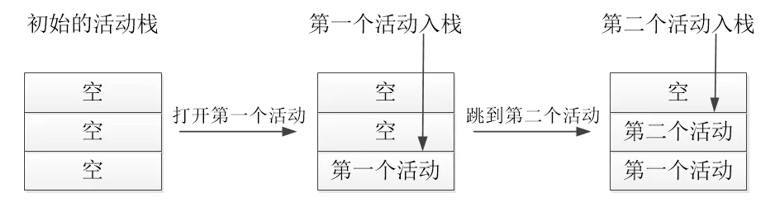 初始的活动栈
第一个活动入栈
第二个活动入栈
空
空
空
打开第一个活动
空
空
第一个活动
跳到第二个活动
空
第二个活动
第一个活动